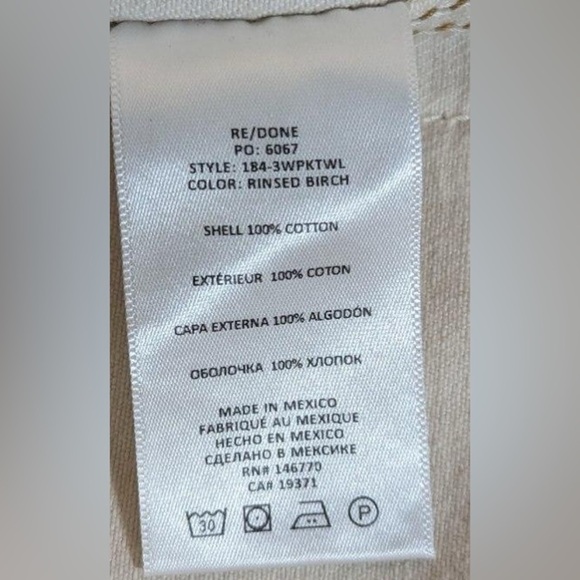 RE/DONE
PO: 6067
STYLE: 184-3WPKTWL
COLOR: RINSED BIRCH
SHELL 100% COTTON
EXTÉRIEUR 100% COTON
CAPA EXTERNA 100% ALGODÓN
ОБОЛОЧКА 100% ХЛОПОК
MADE IN MEXICO
FABRIQUÉ AU MEXIQUE
HECHO EN MEXICO
СДЕЛАНО В МЕКСИКЕ
RN# 146770
CA# 19371
30 P